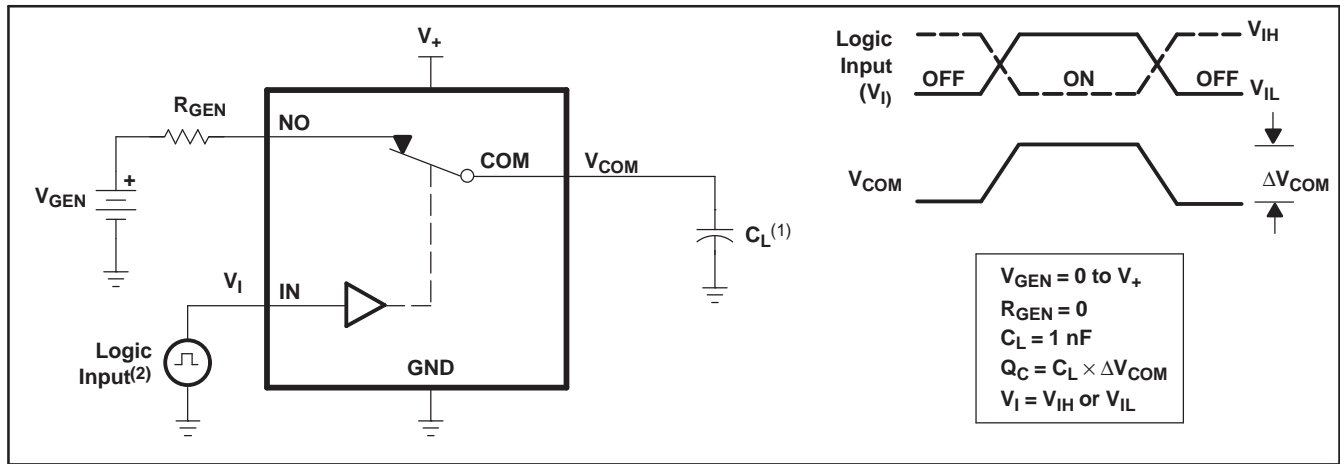 V+
RGEN
NO
COM
VCOM
VGEN
+
CL(1)
VI
IN
Logic
Input(2)
GND
Logic
Input
(VI)
OFF
ON
OFF
VIH
VIL
VCOM
ΔVCOM
VGEN = 0 to V+
RGEN = 0
CL = 1 nF
QC = CL × ΔVCOM
VI = VIH or VIL